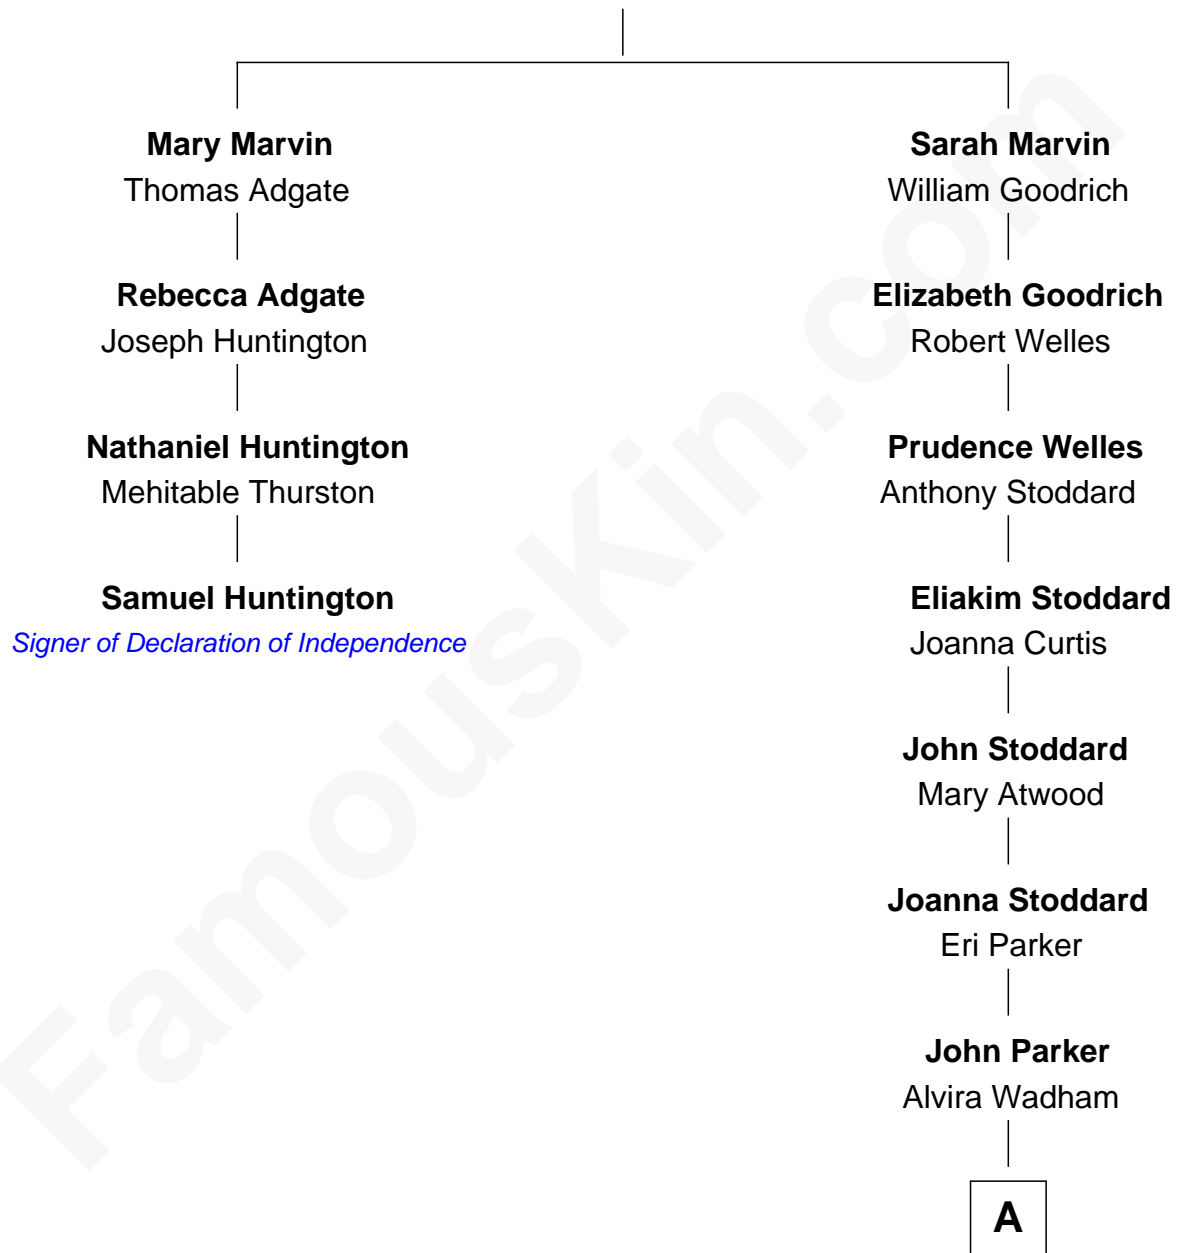 Mary Marvin
Thomas Adgate
Rebecca Adgate
Joseph Huntington
Nathaniel Huntington
Mehitable Thurston
Samuel Huntington
Signer of Declaration of Independence
Sarah Marvin
William Goodrich
Elizabeth Goodrich
Robert Welles
Prudence Welles
Anthony Stoddard
Eliakim Stoddard
Joanna Curtis
John Stoddard
Mary Atwood
Joanna Stoddard
Eri Parker
John Parker
Alvira Wadham
A
FamousKin.com